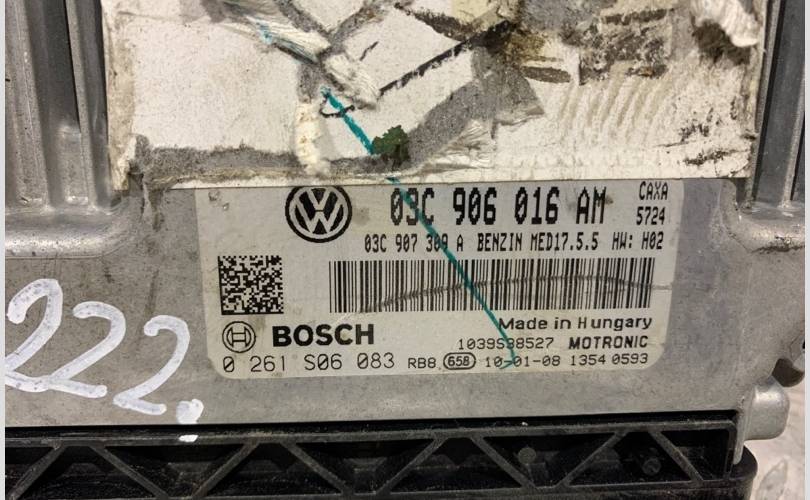 03C 906 016 AM CAXA
5724
03C 907 309 A BENZIN MED17.5.5 HW: H02
222.
Made in Hungary
BOSCH 1039S38527 MOTRONIC
0 261 S06 083 RB8. 658 10-01-08 1354 0593